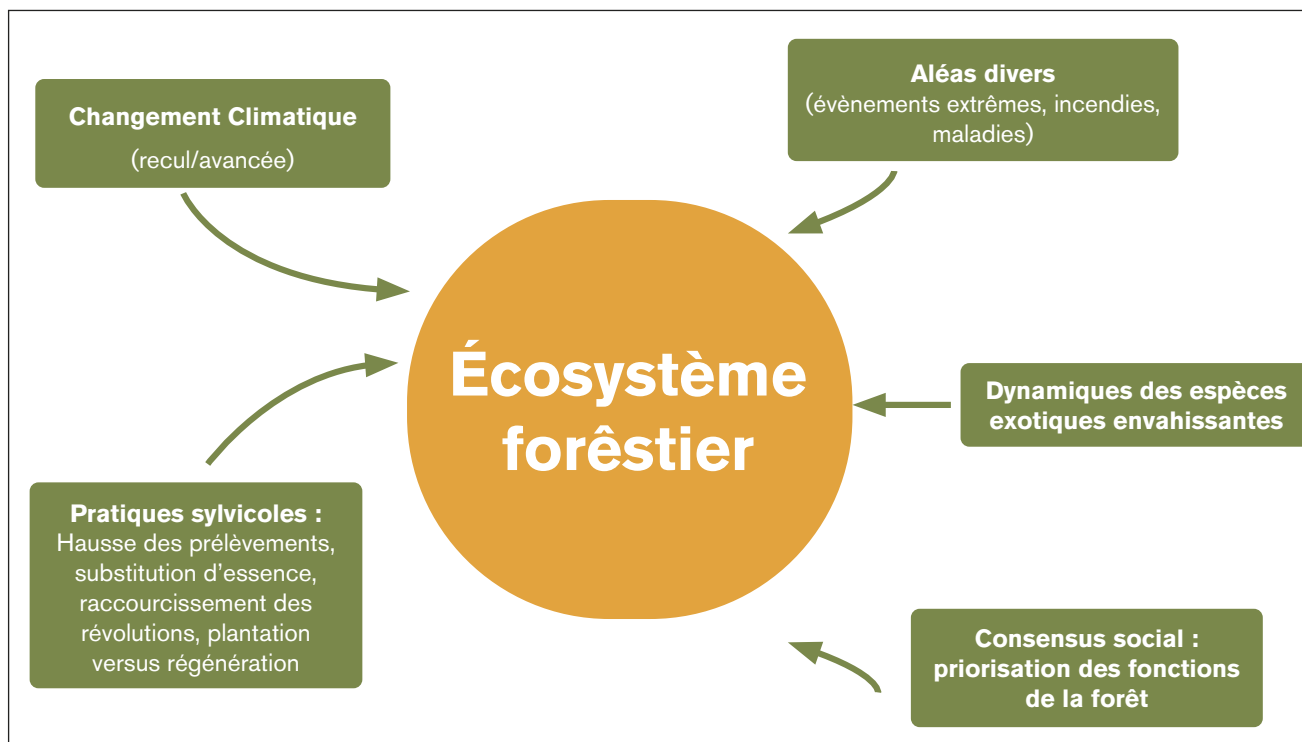 Changement Climatique
(recul/avancée)
Aléas divers
(évènements extrêmes, incendies,
maladies)
Écosystème
forêstier
Dynamiques des espèces
exotiques envahissantes
Pratiques sylvicoles :
Hausse des prélèvements,
substitution d’essence,
raccourcissement des
révolutions, plantation
versus régénération
Consensus social :
priorisation des fonctions
de la forêt